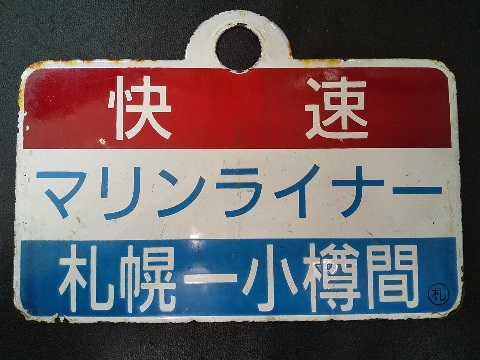 快速
マリンライナー
札幌ー小樽間
札